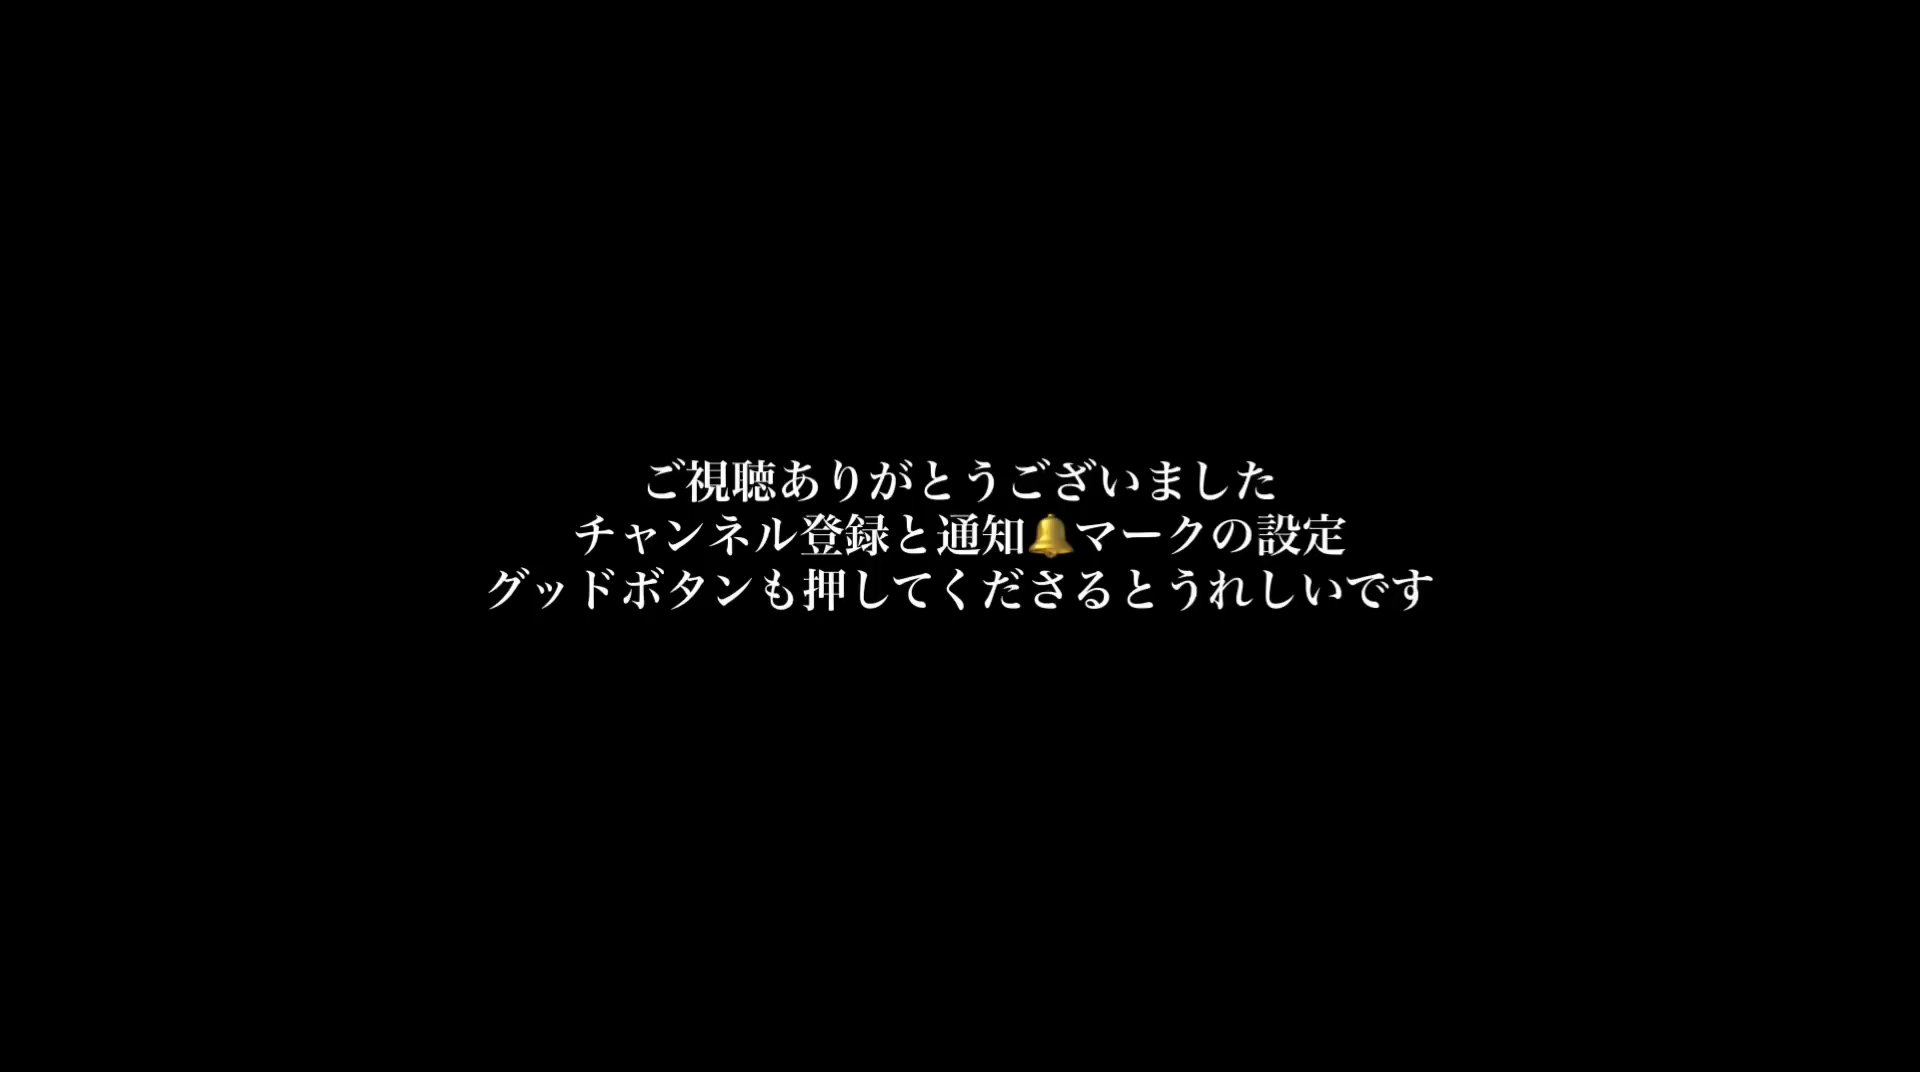 ご視聴ありがとうございました
チャンネル登録と通知🔔マークの設定
グッドボタンも押してくださるとうれしいです